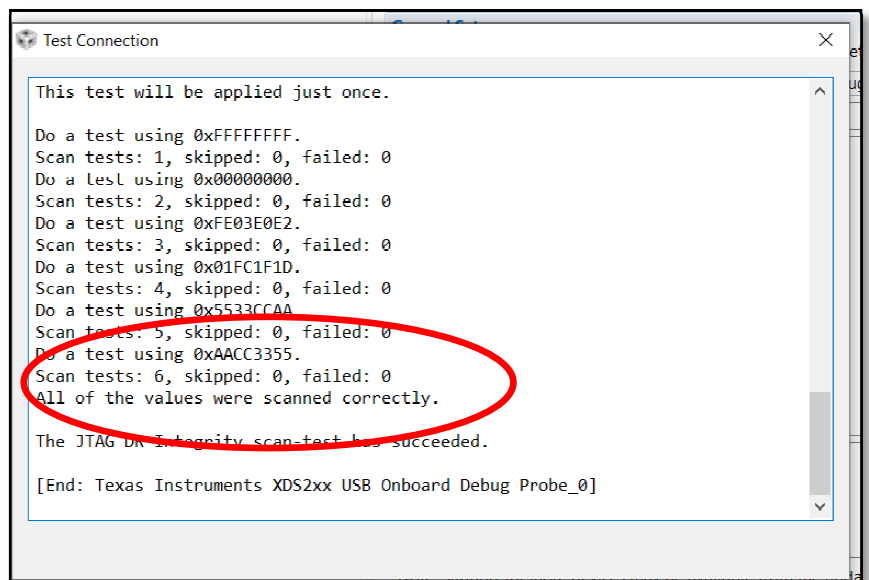 Test Connection
This test will be applied just once.
Do a test using 0xFFFFFFFF.
Scan tests: 1, skipped: 0, failed: 0
Do a test using 0x00000000.
Scan tests: 2, skipped: 0, failed: 0
Do a test using 0xFE03E0E2.
Scan tests: 3, skipped: 0, failed: 0
Do a test using 0x01FC1F1D.
Scan tests: 4, skipped: 0, failed: 0
Do a test using 0x5533CCAA
Scan tests: 5, skipped: 0, failed: 0
Do a test using 0xAACC3355.
Scan tests: 6, skipped: 0, failed: 0
All of the values were scanned correctly.
The JTAG DR Integrity scan-test has succeeded.
[End: Texas Instruments XDS2xx USB Onboard Debug Probe_0]